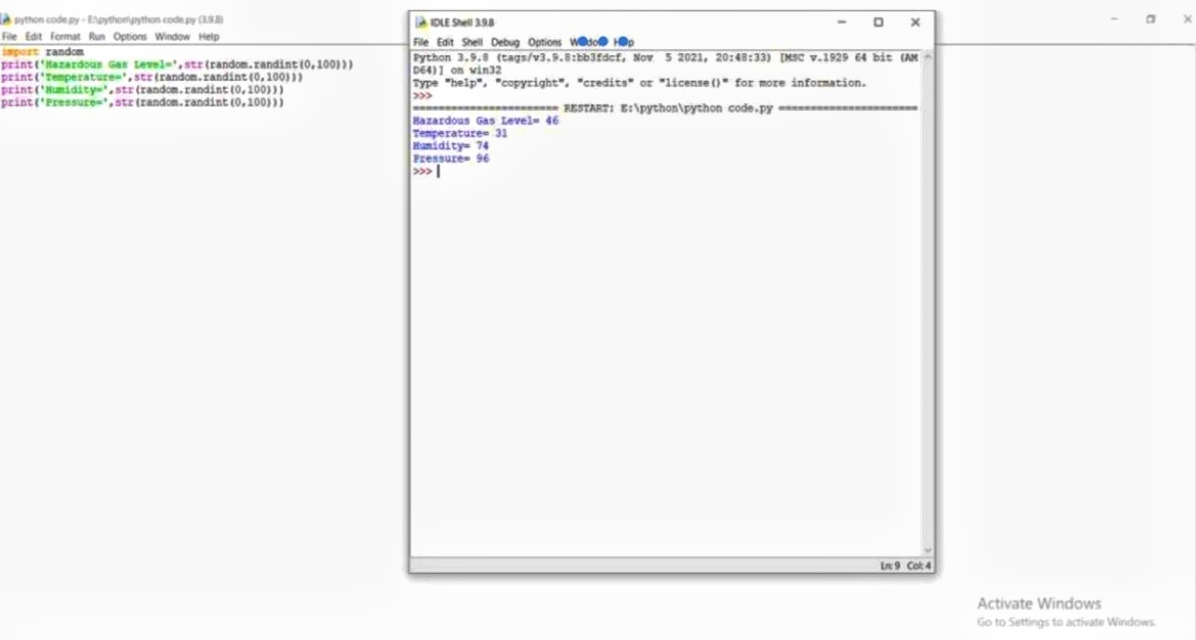 python code.py - E:\python\python code.py (3.9.8)
File Edit Format Run Options Window Help
import random
print('Hazardous Gas Level=',str(random.randint(0,100)))
print('Temperature=',str(random.randint(0,100)))
print('Humidity=',str(random.randint(0,100)))
print('Pressure=',str(random.randint(0,100)))
IDLE Shell 3.9.8
File Edit Shell Debug Options
Python 3.9.8 (tags/v3.9.8:bb3fdcf, Nov  5 2021, 20:48:33) [MSC v.1929 64 bit (AM
D64)] on win32
Type "help", "copyright", "credits" or "license()" for more information.
>>>
====================== RESTART: E:\python\python code.py =====================
Hazardous Gas Level= 46
Temperature= 31
Humidity= 74
Pressure= 96
>>>
Ln: 9 Col: 4
Activate Windows
Go to Settings to activate Windows.